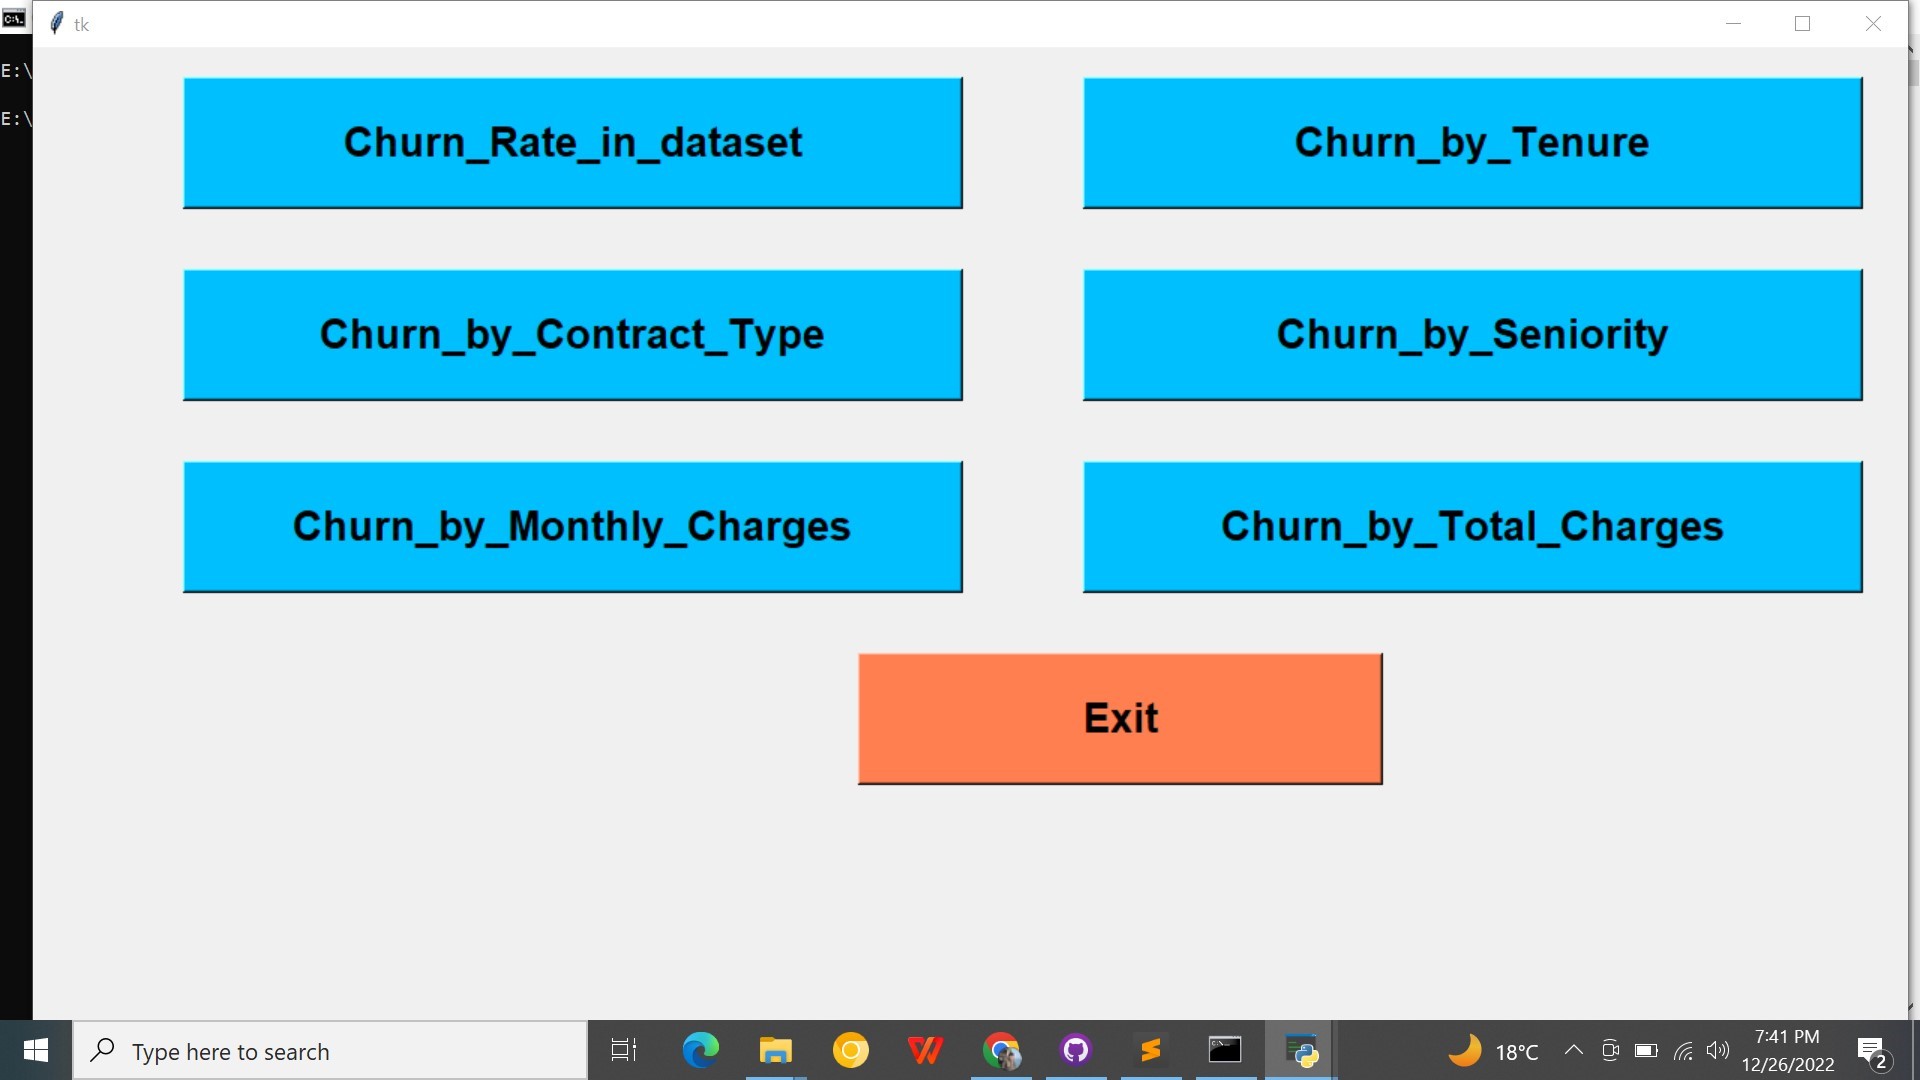 tk
E:\
E:\
Churn_Rate_in_dataset
Churn_by_Tenure
Churn_by_Contract_Type
Churn_by_Seniority
Churn_by_Monthly_Charges
Churn_by_Total_Charges
Exit
Type here to search
18°C
7:41 PM
12/26/2022
2